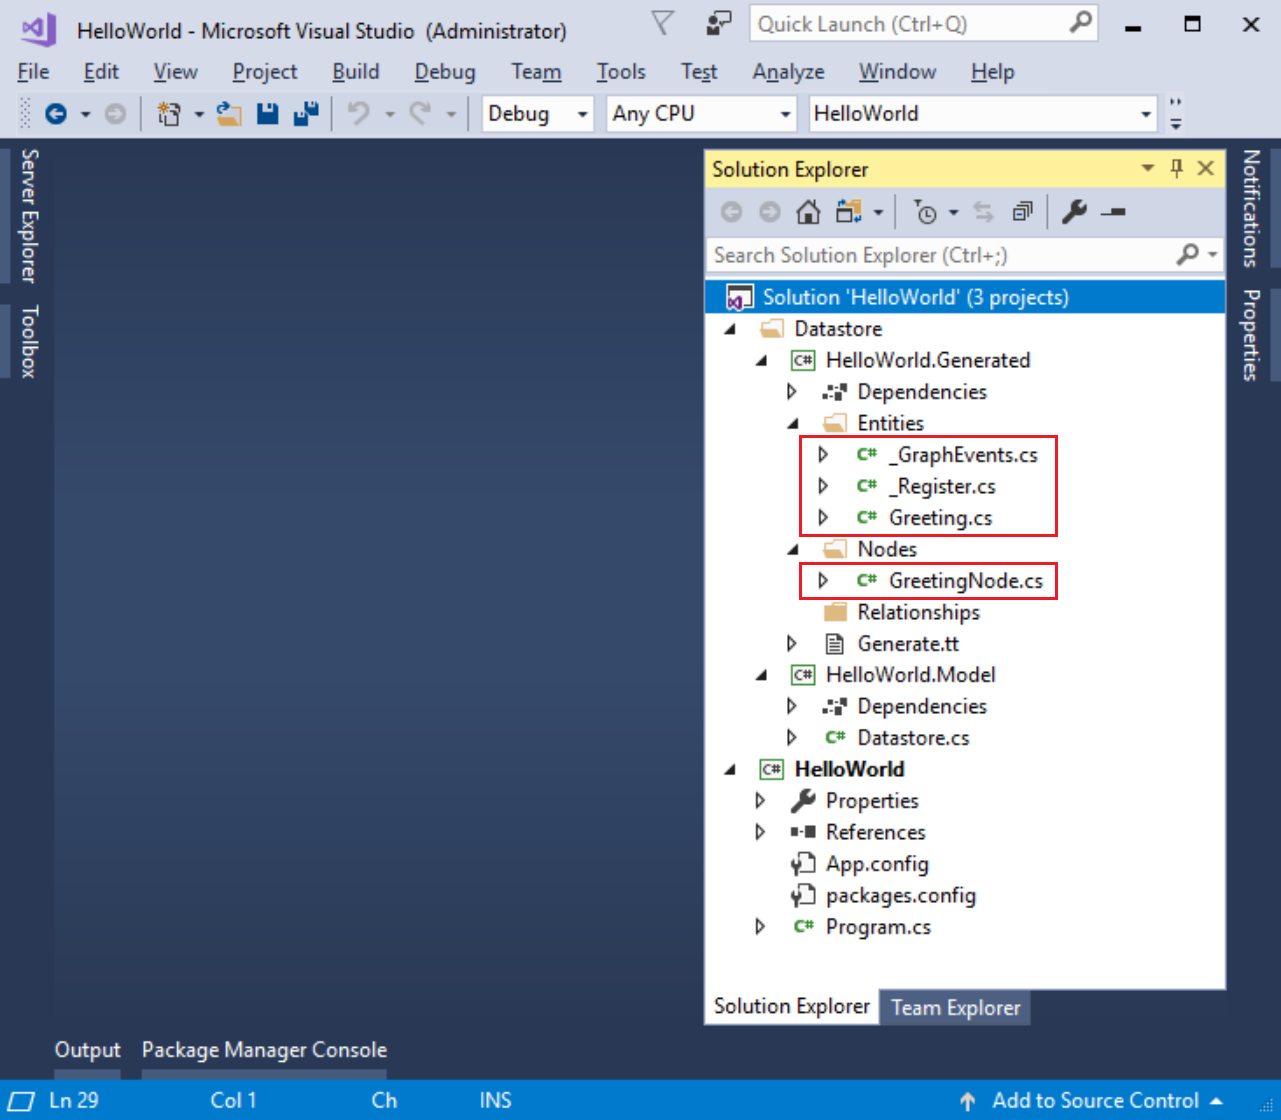 HelloWorld - Microsoft Visual Studio (Administrator)
Quick Launch (Ctrl+Q)
File Edit View Project Build Debug Team Tools Test Analyze Window Help
Debug Any CPU HelloWorld
Server Explorer
Toolbox
Solution Explorer
Search Solution Explorer (Ctrl+;)
Solution 'HelloWorld' (3 projects)
Datastore
C# HelloWorld.Generated
Dependencies
Entities
C# _GraphEvents.cs
C# _Register.cs
C# Greeting.cs
Nodes
C# GreetingNode.cs
Relationships
Generate.tt
C# HelloWorld.Model
Dependencies
C# Datastore.cs
C# HelloWorld
Properties
References
App.config
packages.config
C# Program.cs
Solution Explorer Team Explorer
Notifications
Properties
Output Package Manager Console
Ln 29 Col 1 Ch INS Add to Source Control